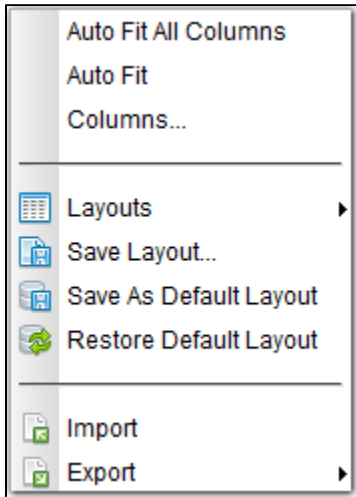 Auto Fit All Columns
Auto Fit
Columns...
Layouts
Save Layout...
Save As Default Layout
Restore Default Layout
Import
Export